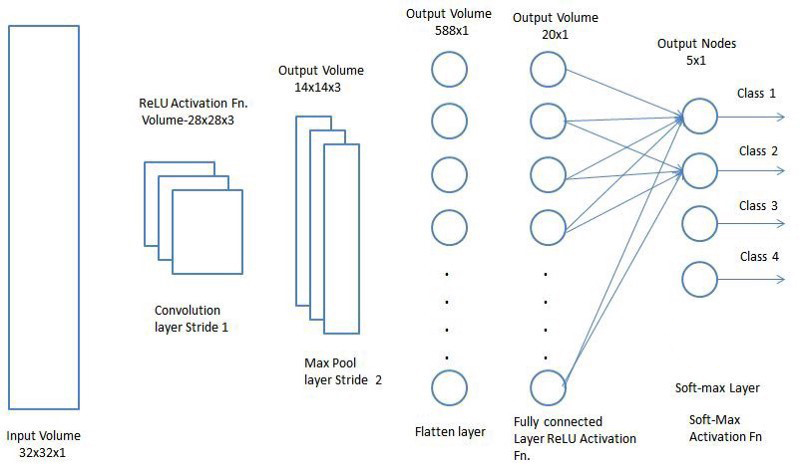 Input Volume
32x32x1
ReLU Activation Fn.
Volume-28x28x3
Convolution
layer Stride 1
Output Volume
14x14x3
Max Pool
layer Stride 2
Output Volume
588x1
Flatten layer
Output Volume
20x1
Fully connected
Layer ReLU Activation
Fn.
Output Nodes
5x1
Class 1
Class 2
Class 3
Class 4
Soft-max Layer
Soft-Max
Activation Fn